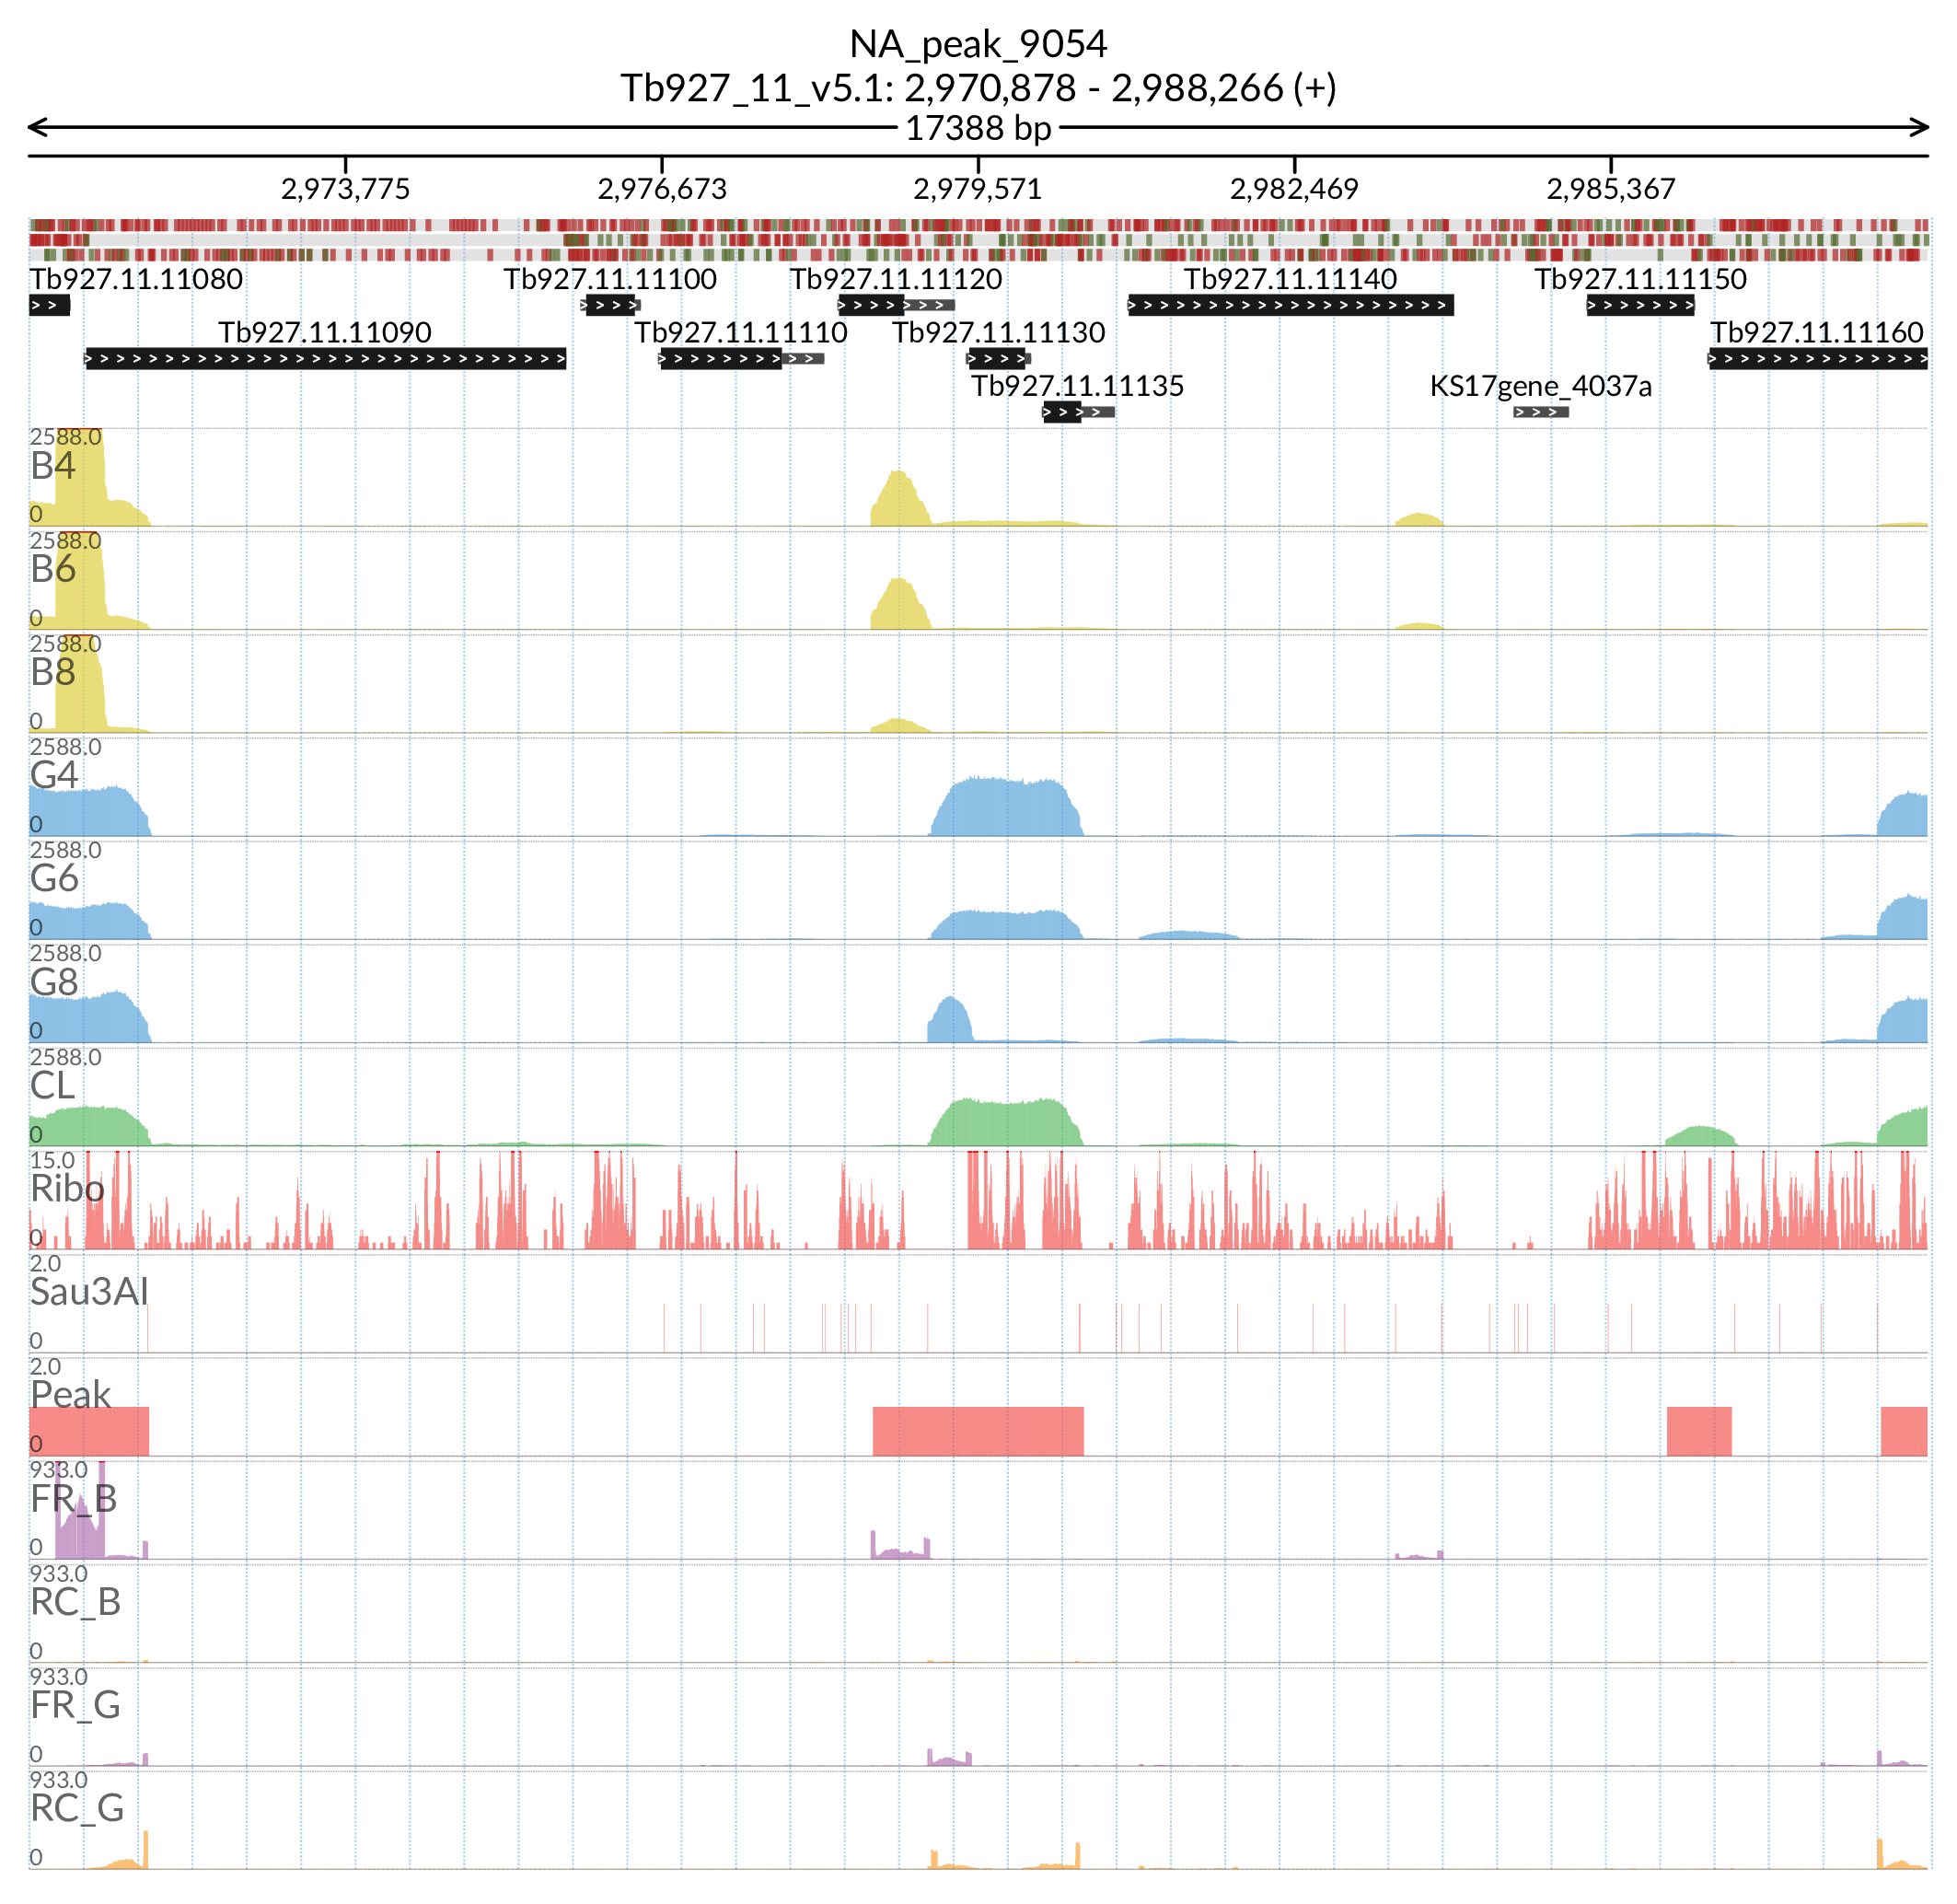 NA_peak_9054
Tb927_11_v5.1: 2,970,878 - 2,988,266 (+)
17388 bp
2,973,775 2,976,673 2,979,571 2,982,469 2,985,367
Tb927.11.11080 Tb927.11.11100 Tb927.11.11120 Tb927.11.11140 Tb927.11.11150
Tb927.11.11090 Tb927.11.11110 Tb927.11.11130 Tb927.11.11160
Tb927.11.11135 KS17gene_4037a
2588.0
B4
0
2588.0
B6
0
2588.0
B8
0
2588.0
G4
0
2588.0
G6
0
2588.0
G8
0
2588.0
CL
0
15.0
Ribo
0
2.0
Sau3AI
0
2.0
Peak
0
933.0
FR_B
0
933.0
RC_B
0
933.0
FR_G
0
933.0
RC_G
0